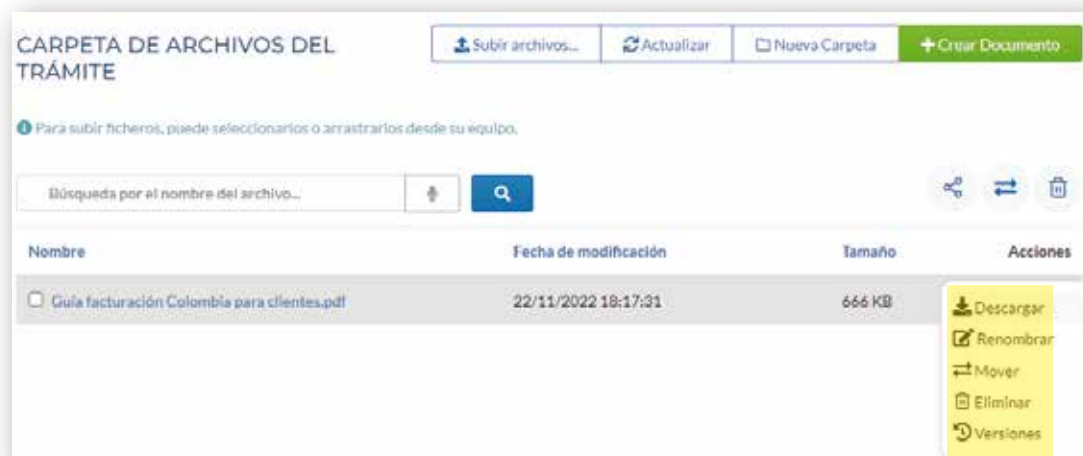 CARPETA DE ARCHIVOS DEL
TRÁMITE
Subir archivos...
Actualizar
Nueva Carpeta
+Crear Documento
Para subir ficheros, puede seleccionarlos o arrastrarlos desde su equipo.
Búsqueda por el nombre del archivo...
Nombre Fecha de modificación Tamaño Acciones
Guía facturación Colombia para clientes.pdf 22/11/2022 18:17:31 666 KB
Descargar
Renombrar
Mover
Eliminar
Versiones